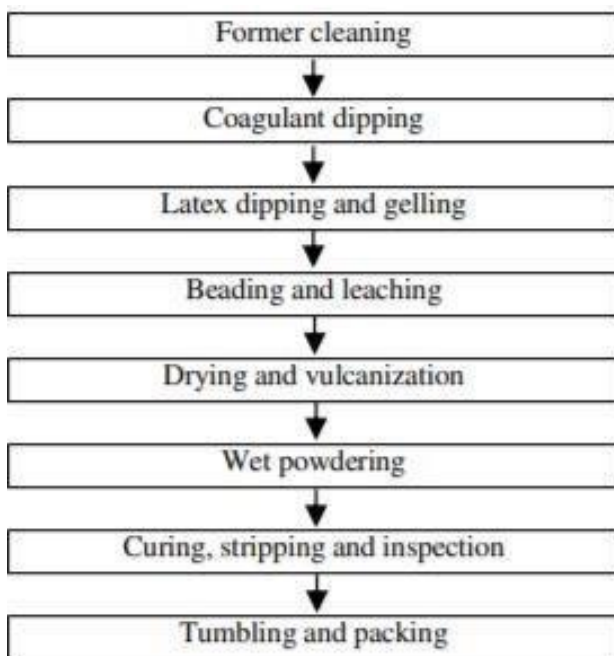 Former cleaning
Coagulant dipping
Latex dipping and gelling
Beading and leaching
Drying and vulcanization
Wet powdering
Curing, stripping and inspection
Tumbling and packing